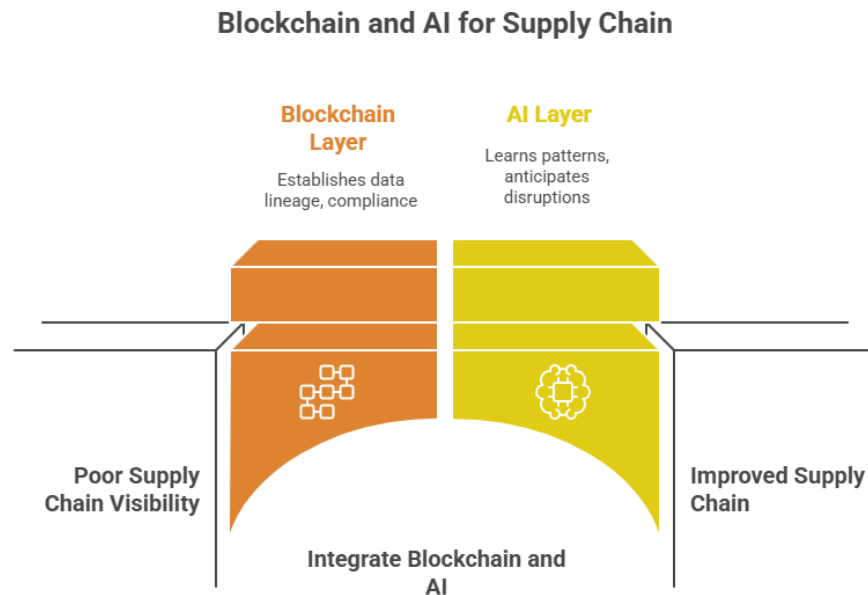 Blockchain and AI for Supply Chain
Blockchain
Layer
Establishes data
lineage, compliance
AI Layer
Learns patterns,
anticipates
disruptions
Poor Supply
Chain Visibility
Improved Supply
Chain
Integrate Blockchain and
AI